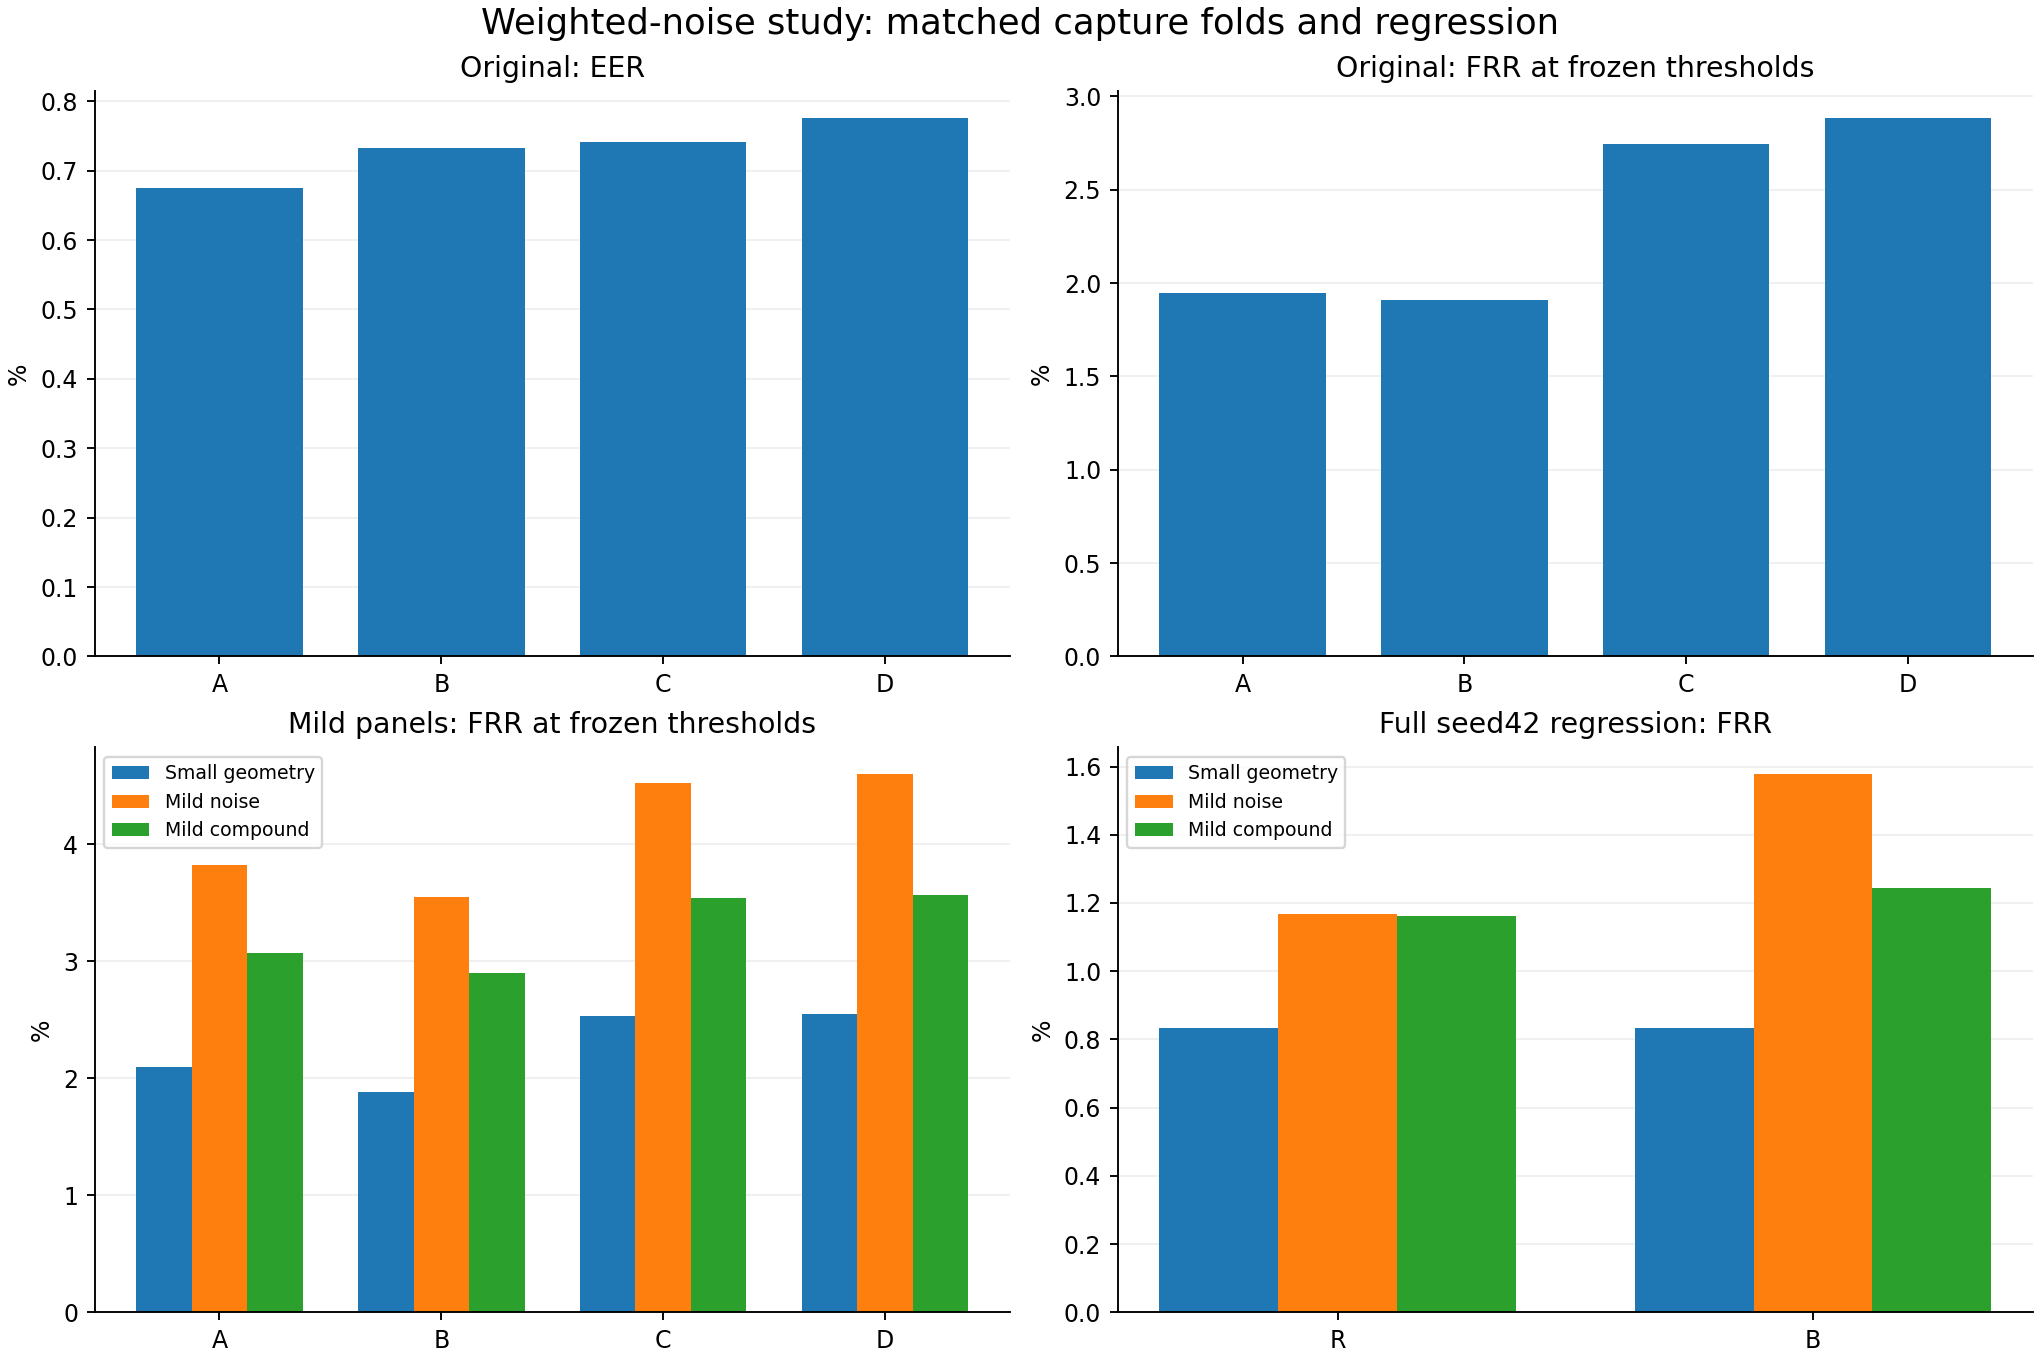 Weighted-noise study: matched capture folds and regression
Original: EER
%
0.8
0.7
0.6
0.5
0.4
0.3
0.2
0.1
0.0
A B C D
Original: FRR at frozen thresholds
%
3.0
2.5
2.0
1.5
1.0
0.5
0.0
A B C D
Mild panels: FRR at frozen thresholds
Small geometry
Mild noise
Mild compound
%
4
3
2
1
0
A B C D
Full seed42 regression: FRR
Small geometry
Mild noise
Mild compound
%
1.6
1.4
1.2
1.0
0.8
0.6
0.4
0.2
0.0
R B